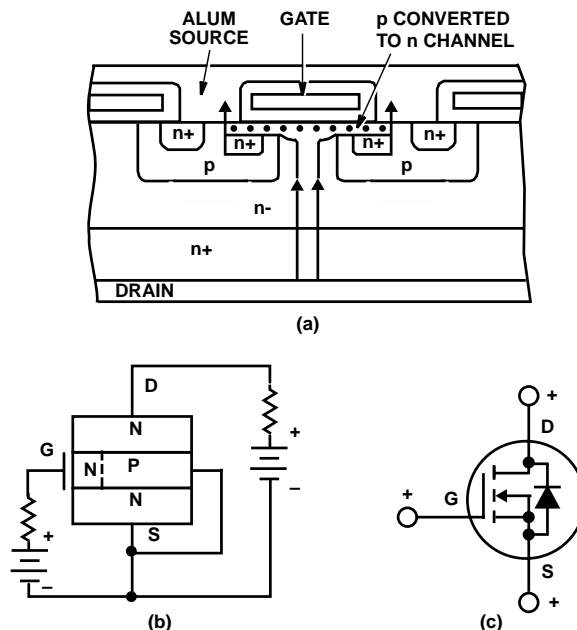 ALUM
SOURCE
GATE
p CONVERTED
TO n CHANNEL
n+
n+
n+
n+
p
p
n-
n+
DRAIN
(a)
D
N
G
N
P
+
N
–
S
+
–
(b)
+
D
+
G
S
+
(c)